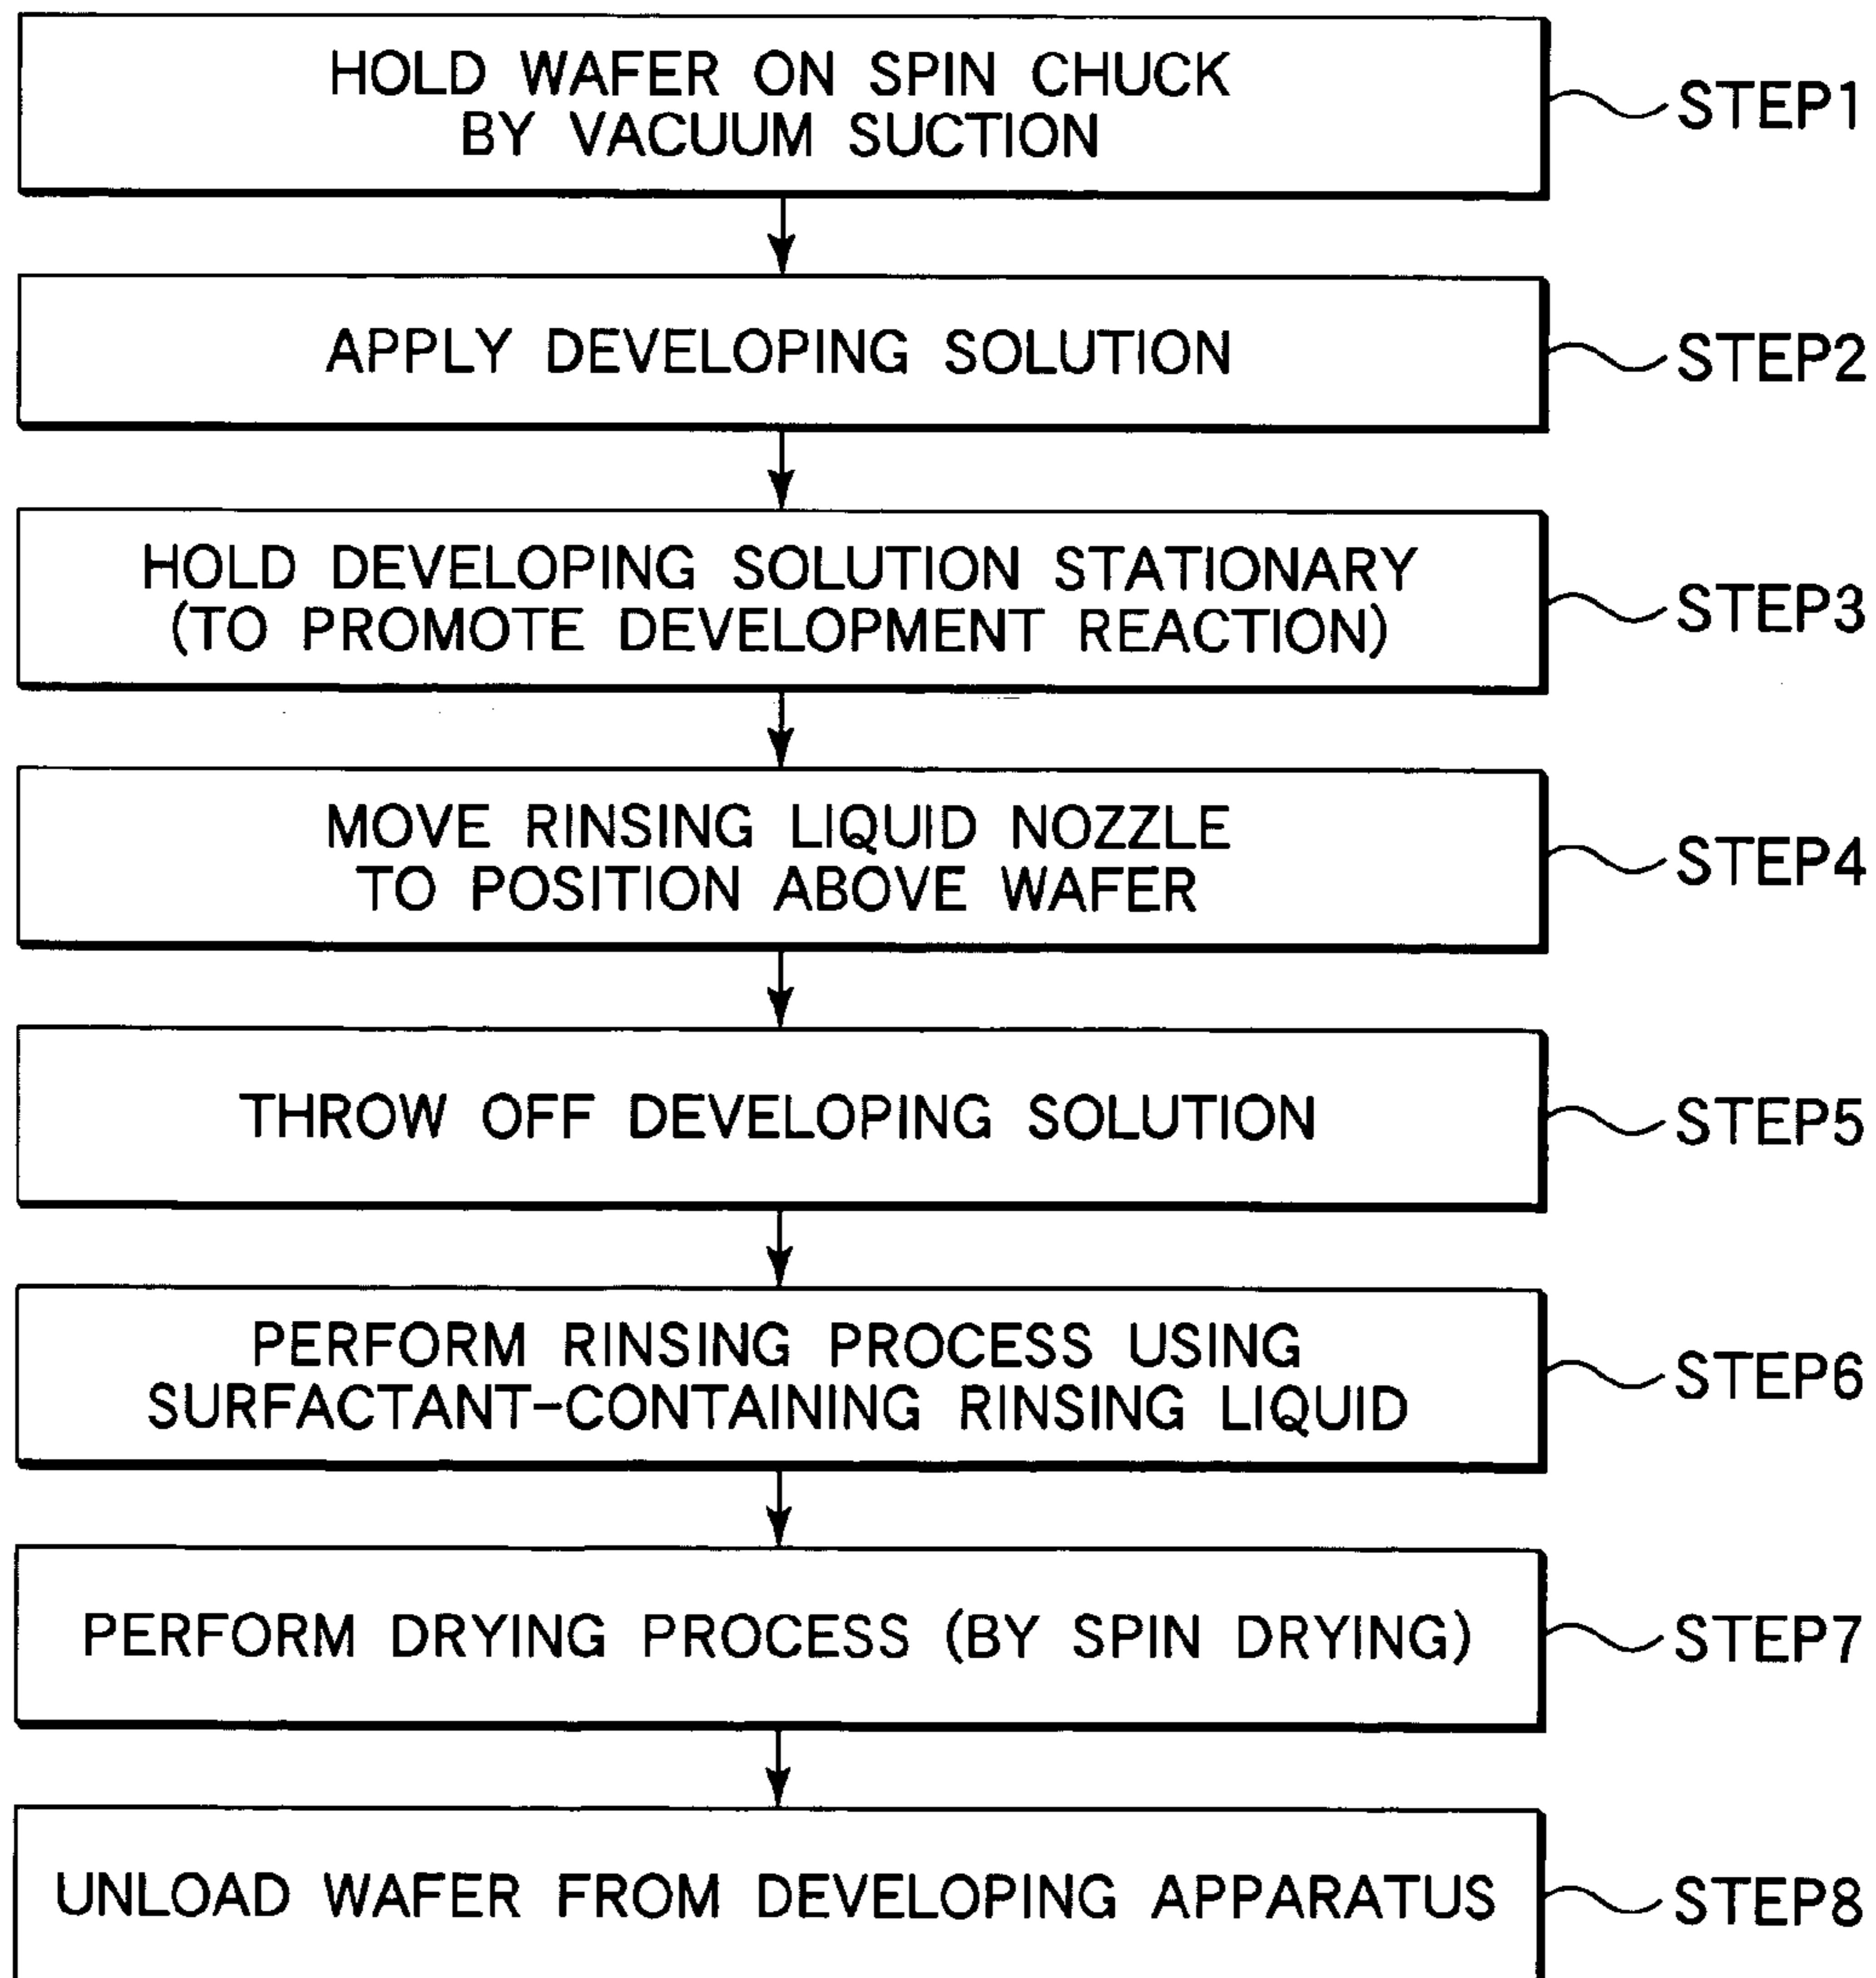 HOLD WAFER ON SPIN CHUCK
BY VACUUM SUCTION
STEP1
APPLY DEVELOPING SOLUTION
STEP2
HOLD DEVELOPING SOLUTION STATIONARY
(TO PROMOTE DEVELOPMENT REACTION)
STEP3
MOVE RINSING LIQUID NOZZLE
TO POSITION ABOVE WAFER
STEP4
THROW OFF DEVELOPING SOLUTION
STEP5
PERFORM RINSING PROCESS USING
SURFACTANT-CONTAINING RINSING LIQUID
STEP6
PERFORM DRYING PROCESS (BY SPIN DRYING)
STEP7
UNLOAD WAFER FROM DEVELOPING APPARATUS
STEP8